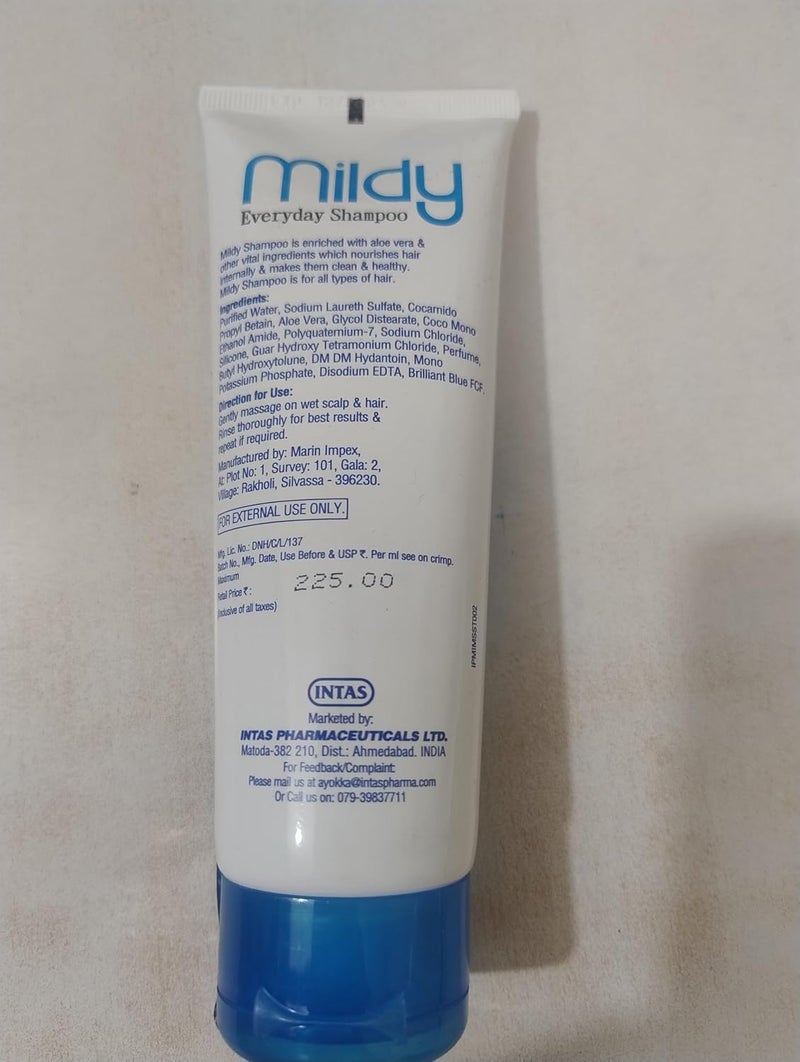 mildy
Everyday Shampoo
Mildy Shampoo is enriched with aloe vera &
other vital ingredients which nourishes hair
internally & makes them clean & healthy.
Mildy Shampoo is for all types of hair.
Ingredients:
Purified Water, Sodium Laureth Sulfate, Cocamido
Propyl Betain, Aloe Vera, Glycol Distearate, Coco Mono
Ethanol Amide, Polyquaternium-7, Sodium Chloride,
Silicone, Guar Hydroxy Tetramonium Chloride, Perfume,
Butyl Hydroxytolune, DM DM Hydantoin, Mono
Potassium Phosphate, Disodium EDTA, Brilliant Blue FCF.
Direction for Use:
Gently massage on wet scalp & hair.
Rinse thoroughly for best results &
repeat if required.
Manufactured by: Marin Impex,
At: Plot No: 1, Survey: 101, Gala: 2,
Village: Rakholi, Silvassa - 396230.
FOR EXTERNAL USE ONLY.
Mfg. Lic. No.: DNH/C/L/137
Batch No., Mfg. Date, Use Before & USP ₹. Per ml see on crimp.
Maximum
Retail Price ₹ : 225.00
(Inclusive of all taxes)
IPMIMSST002
INTAS
Marketed by:
INTAS PHARMACEUTICALS LTD.
Matoda-382 210, Dist.: Ahmedabad. INDIA
For Feedback/Complaint:
Please mail us at ayokka@intaspharma.com
Or Call us on: 079-39837711